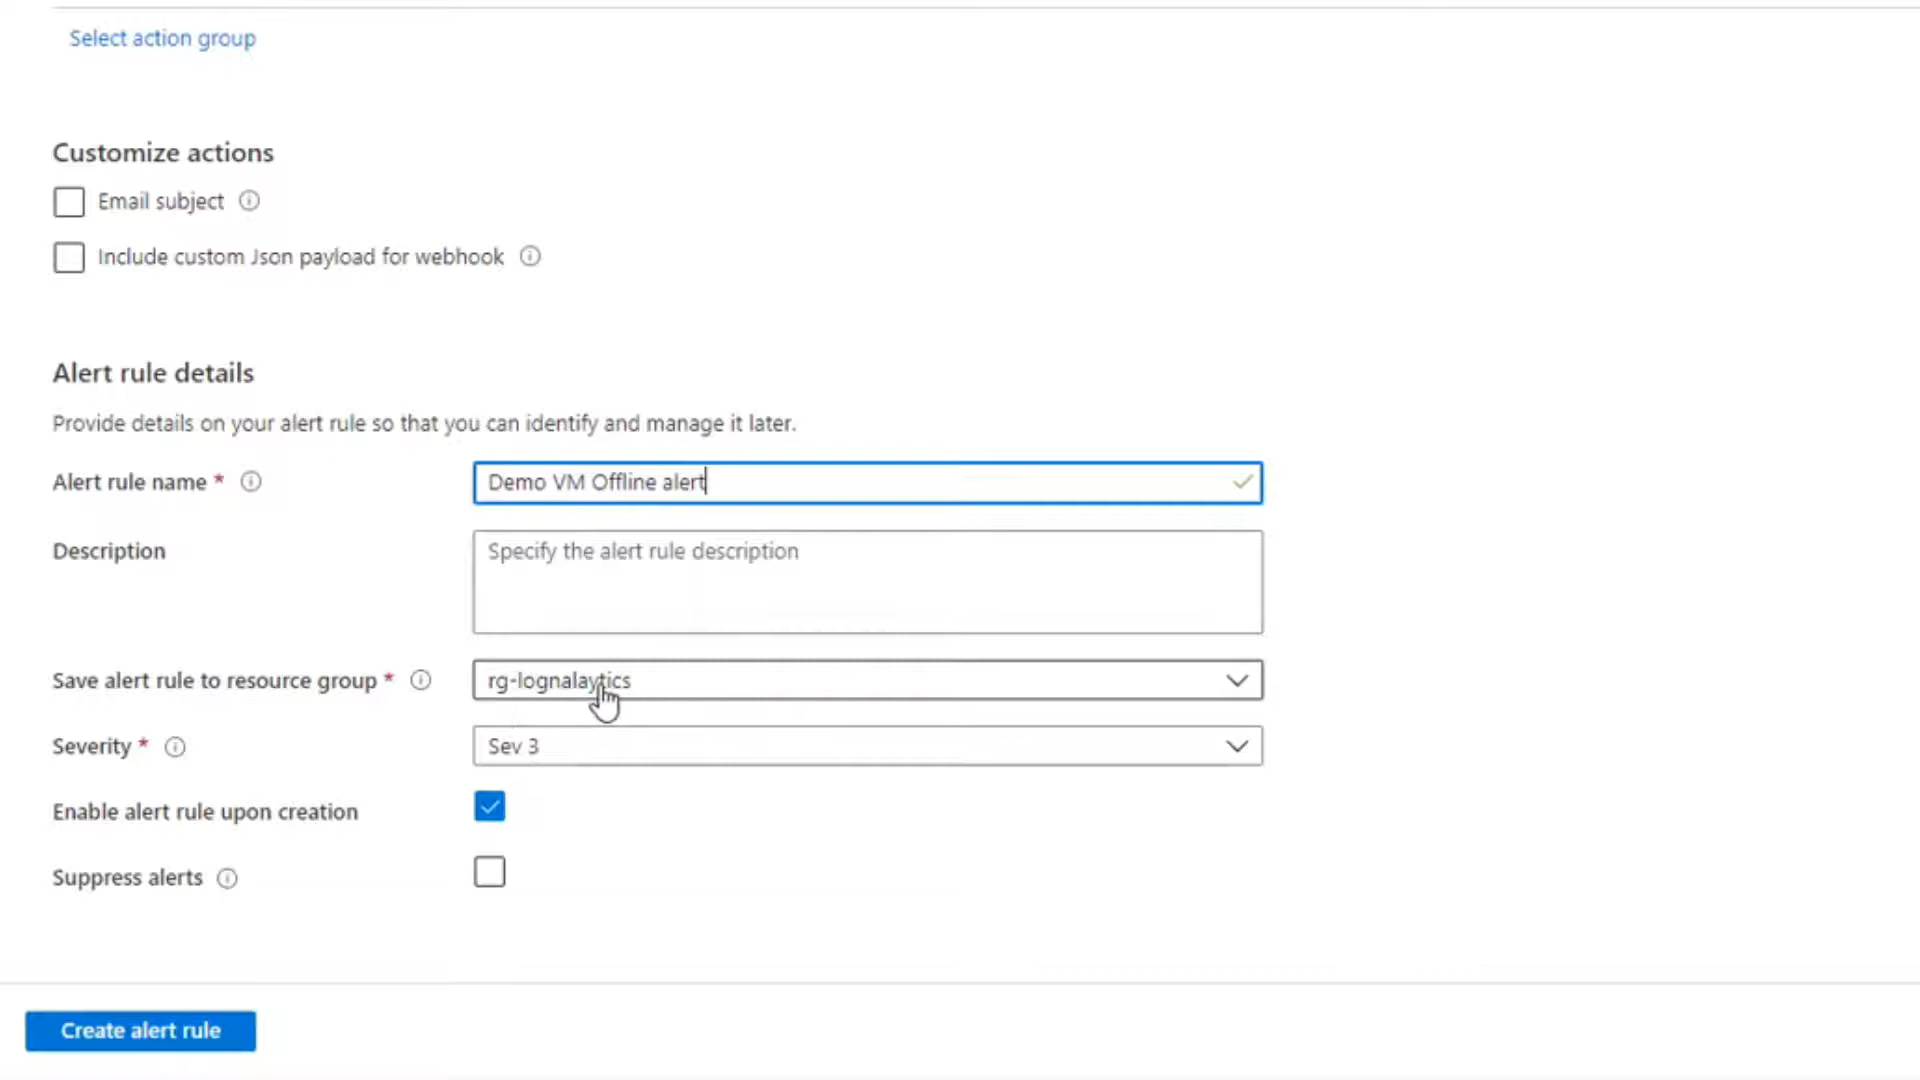 Select action group
Customize actions
Email subject
Include custom Json payload for webhook
Alert rule details
Provide details on your alert rule so that you can identify and manage it later.
Alert rule name *
Demo VM Offline alert
Description
Specify the alert rule description
Save alert rule to resource group *
rg-lognalaytics
Severity *
Sev 3
Enable alert rule upon creation
Suppress alerts
Create alert rule